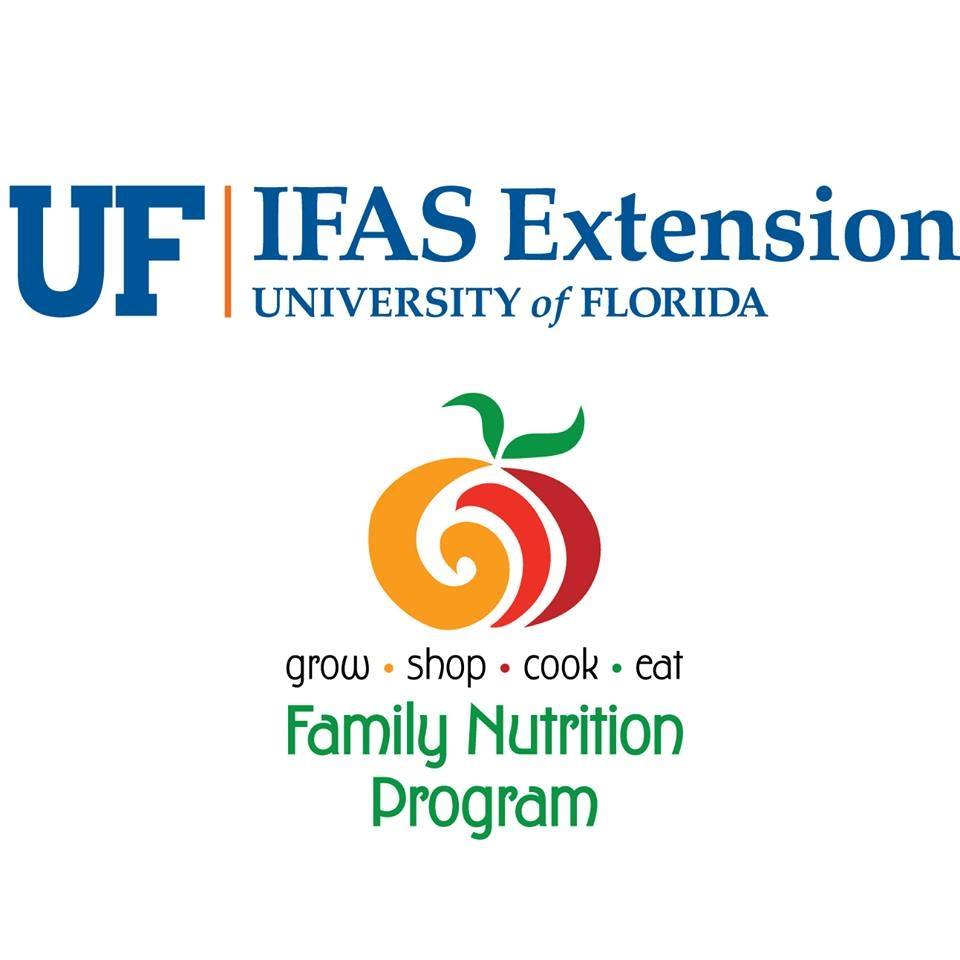 UF IFAS Extension
UNIVERSITY of FLORIDA
grow • shop • cook • eat
Family Nutrition
Program